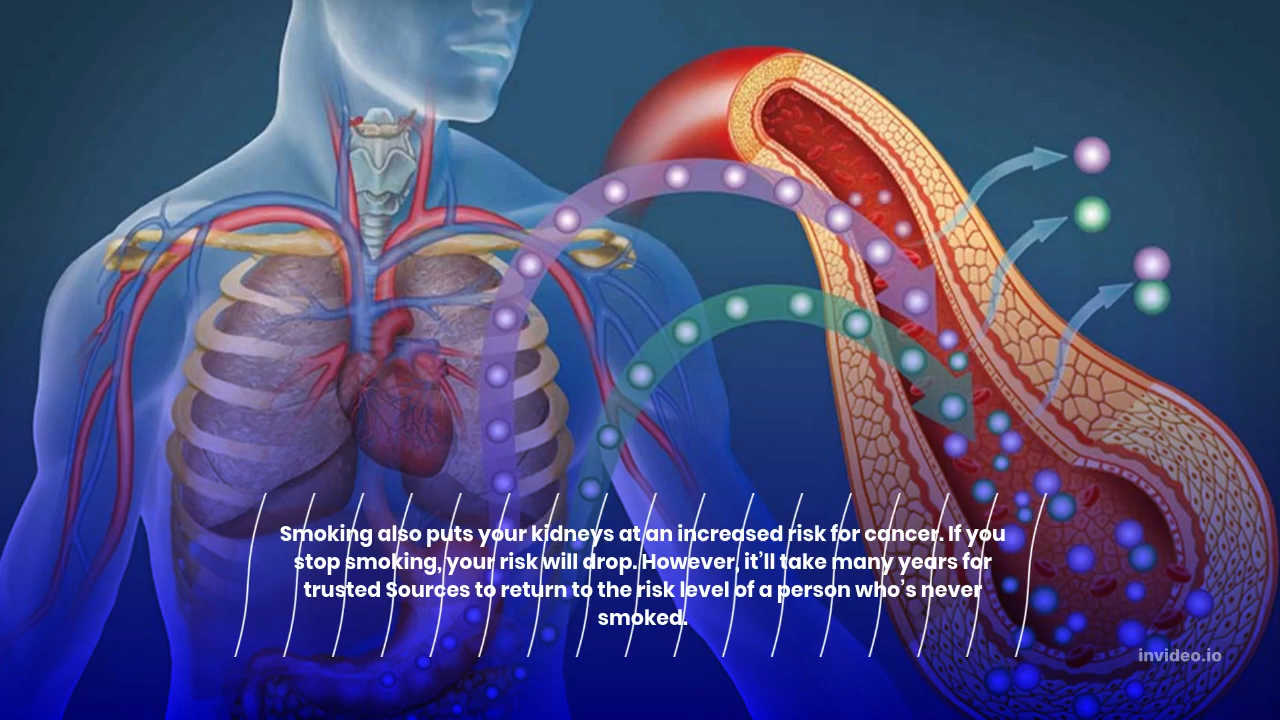 Smoking also puts your kidneys at an increased risk for cancer. If you
stop smoking, your risk will drop. However, it’ll take many years for
trusted Sources to return to the risk level of a person who’s never
smoked.
invideo.io